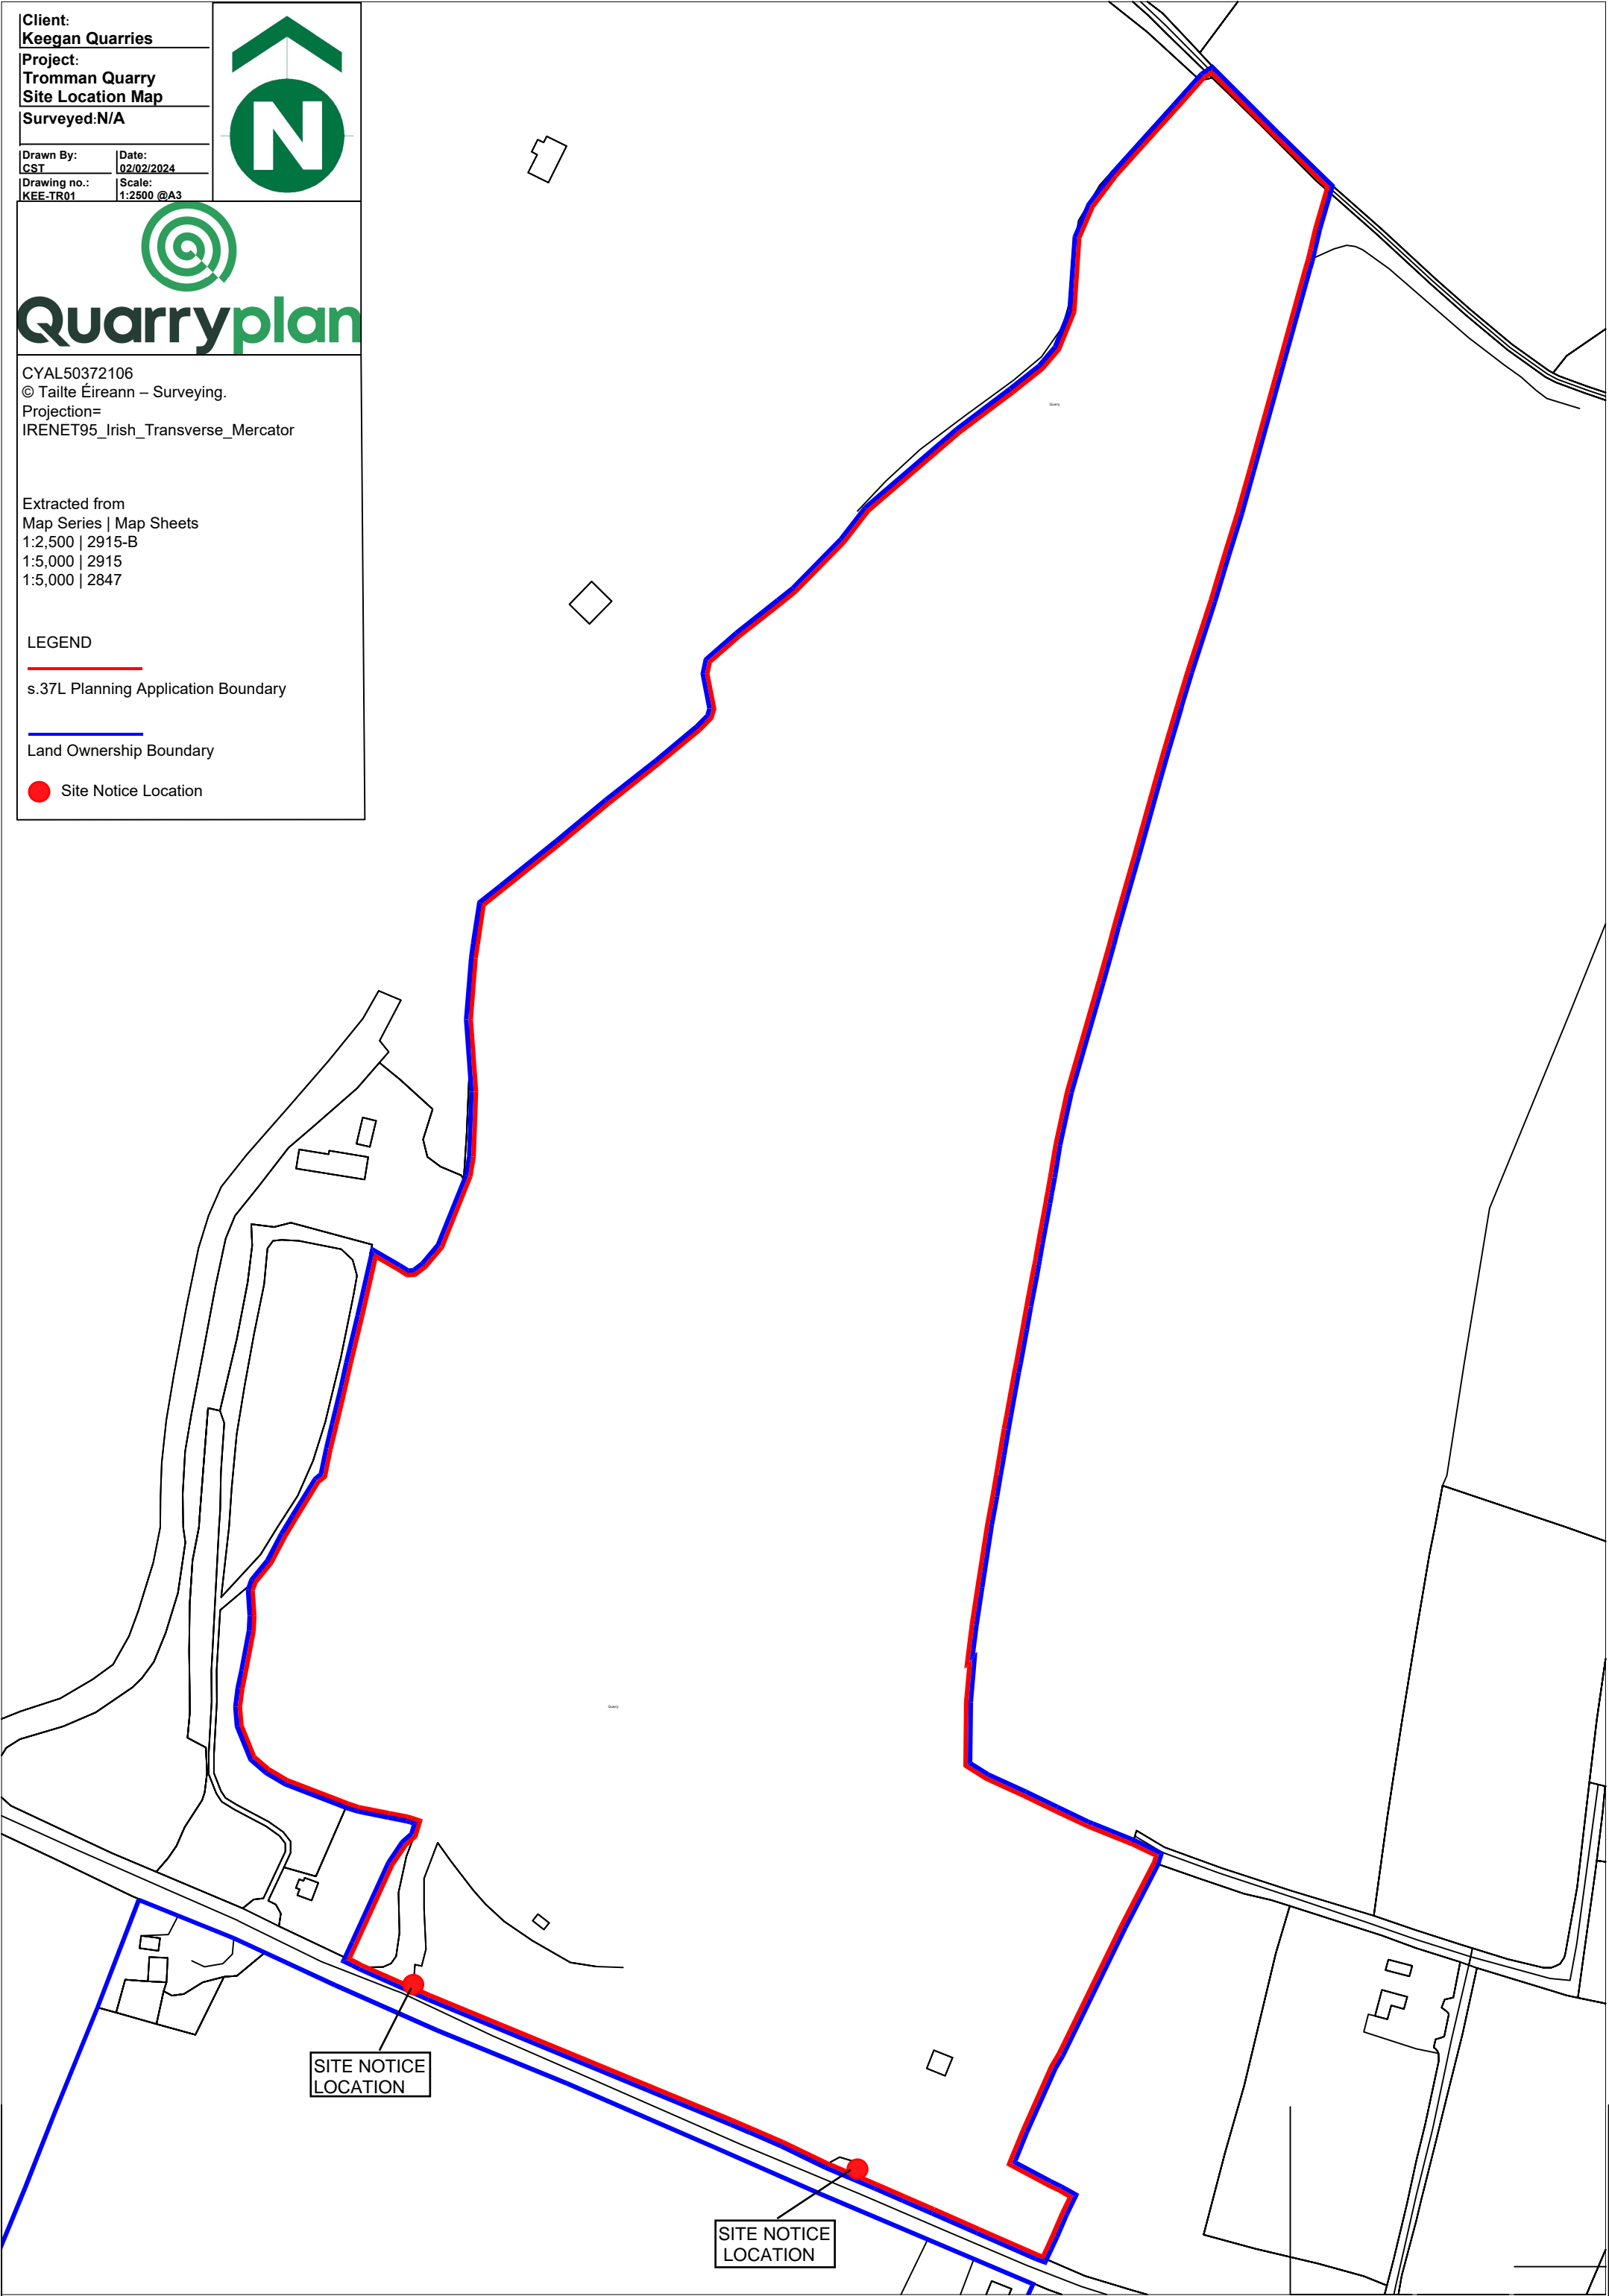 Client:
Keegan Quarries
Project:
Tromman Quarry
Site Location Map
Surveyed:N/A
Drawn By:
CST
Date:
02/02/2024
Drawing no.:
KEE-TR01
Scale:
1:2500 @A3
N
Quarryplan
CYAL50372106
© Tailte Éireann – Surveying.
Projection=
IRENET95_Irish_Transverse_Mercator
Extracted from
Map Series | Map Sheets
1:2,500 | 2915-B
1:5,000 | 2915
1:5,000 | 2847
LEGEND
s.37L Planning Application Boundary
Land Ownership Boundary
Site Notice Location
Quarry
Quarry
SITE NOTICE
LOCATION
SITE NOTICE
LOCATION